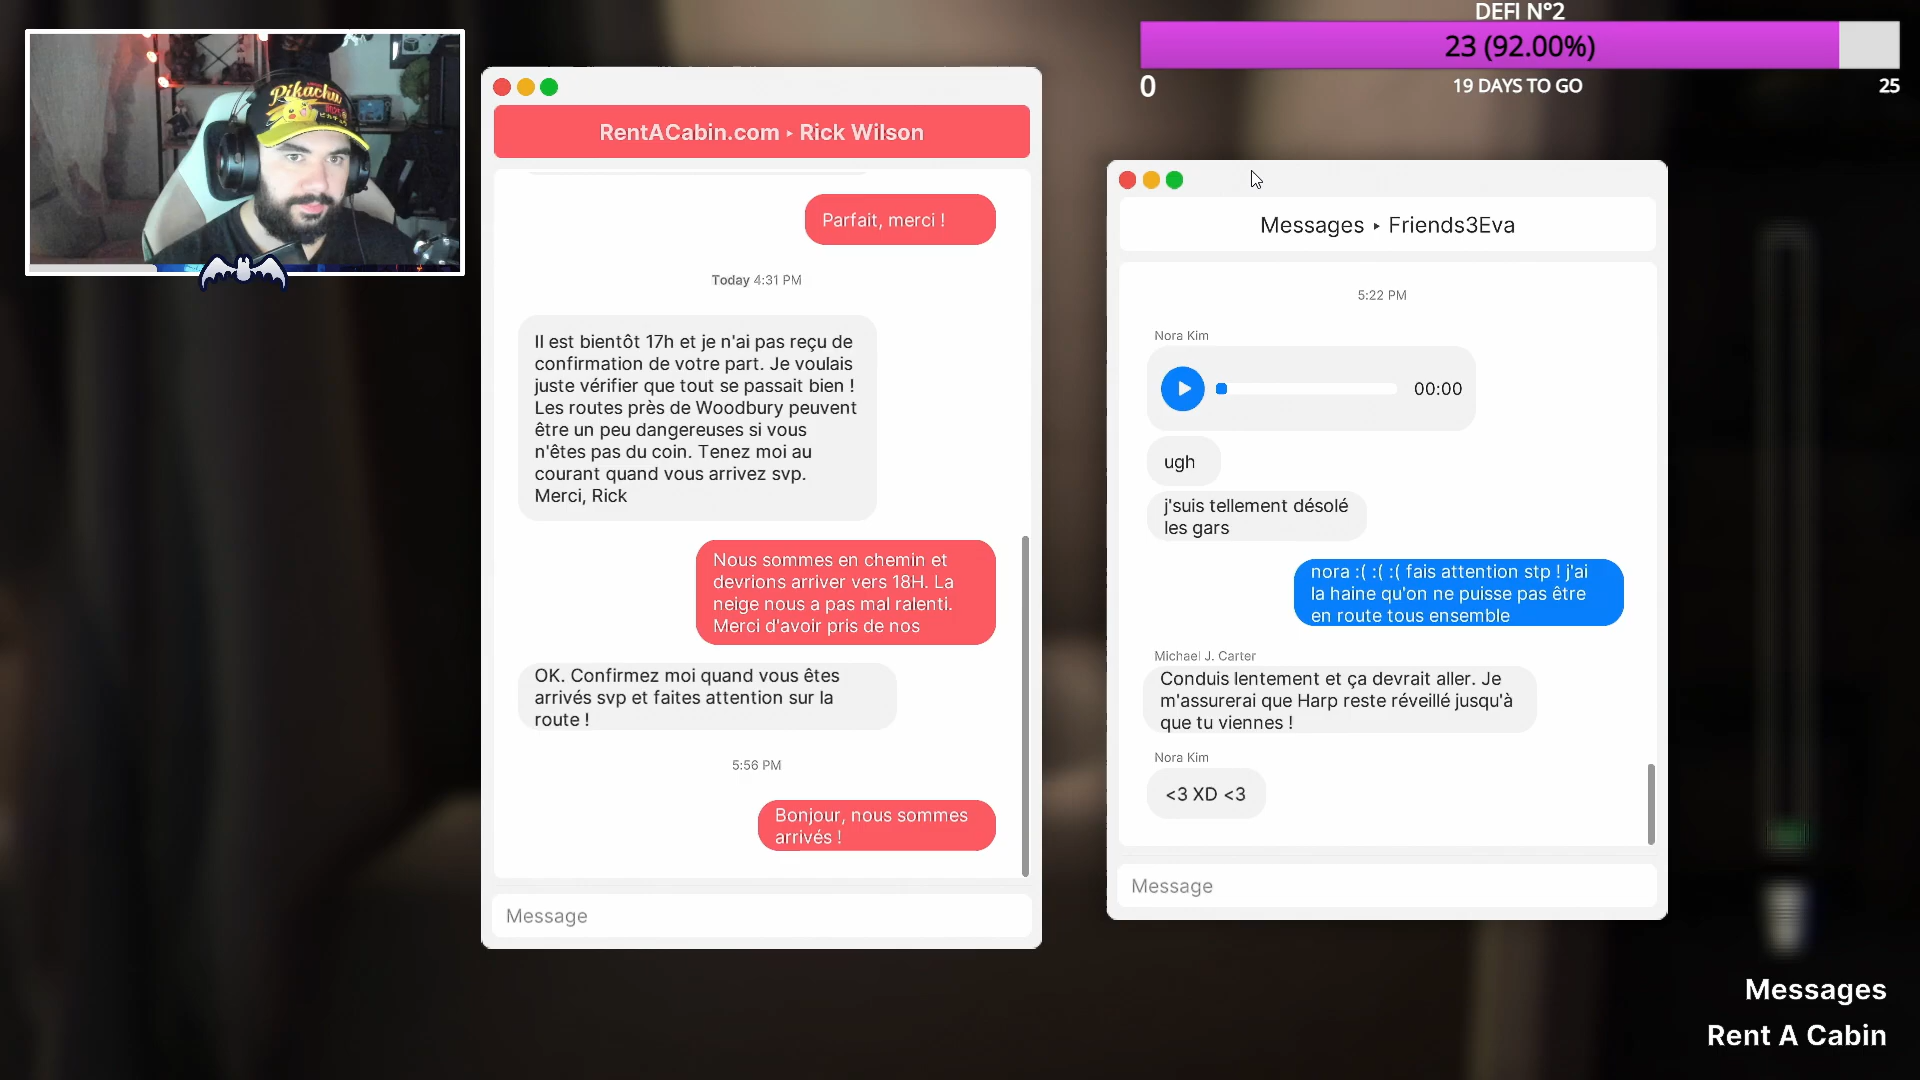 Pikachu
DEFI N°2
23 (92.00%)
0
19 DAYS TO GO
25
RentACabin.com ▸ Rick Wilson
Parfait, merci !
Today 4:31 PM
Il est bientôt 17h et je n'ai pas reçu de
confirmation de votre part. Je voulais
juste vérifier que tout se passait bien !
Les routes près de Woodbury peuvent
être un peu dangereuses si vous
n'êtes pas du coin. Tenez moi au
courant quand vous arrivez svp.
Merci, Rick
Nous sommes en chemin et
devrions arriver vers 18H. La
neige nous a pas mal ralenti.
Merci d'avoir pris de nos
OK. Confirmez moi quand vous êtes
arrivés svp et faites attention sur la
route !
5:56 PM
Bonjour, nous sommes
arrivés !
Message
Messages ▸ Friends3Eva
5:22 PM
Nora Kim
00:00
ugh
j'suis tellement désolé
les gars
nora :( :( :( fais attention stp ! j'ai
la haine qu'on ne puisse pas être
en route tous ensemble
Michael J. Carter
Conduis lentement et ça devrait aller. Je
m'assurerai que Harp reste réveillé jusqu'à
que tu viennes !
Nora Kim
<3 XD <3
Message
Messages
Rent A Cabin